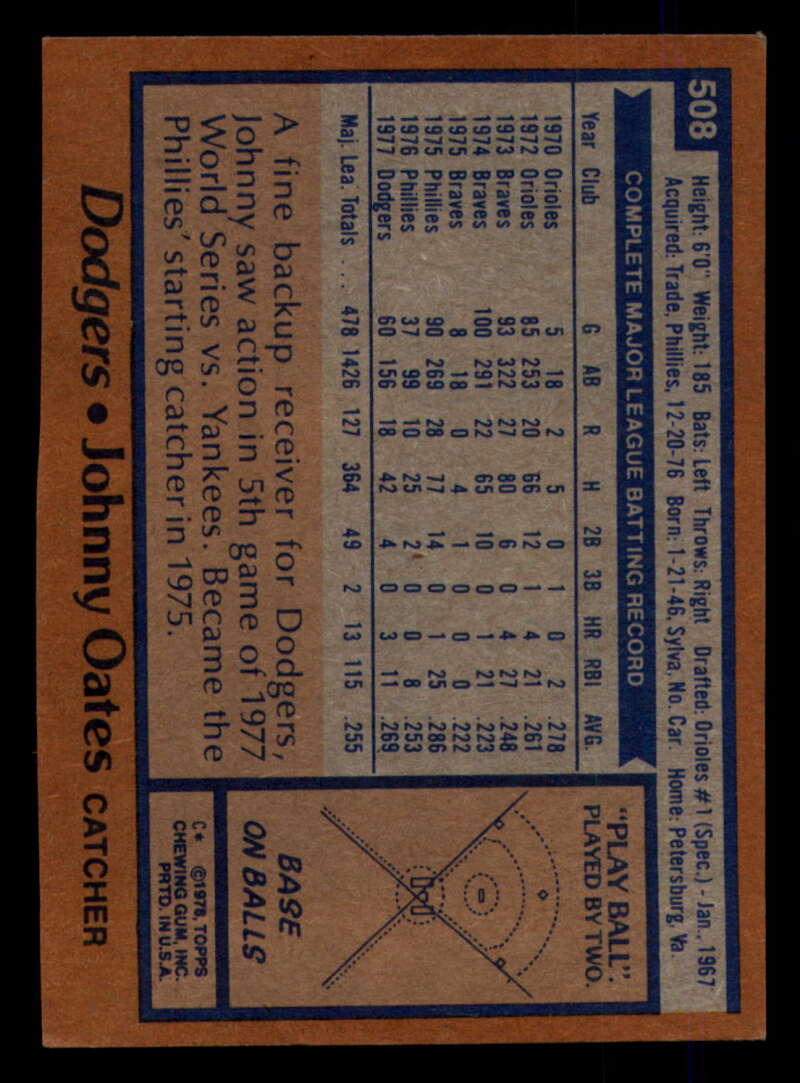 508
Height: 6'0" Weight: 185 Bats: Left Throws: Right Drafted: Orioles #1 (Spec.) - Jan., 1967
Acquired: Trade, Phillies, 12-20-76 Born: 1-21-46, Sylva, No. Car. Home: Petersburg, Va.
COMPLETE MAJOR LEAGUE BATTING RECORD
Year Club G AB R H 2B 3B HR RBI AVG.
1970 Orioles 5 18 2 5 0 1 0 2 .278
1972 Orioles 85 253 20 66 12 1 4 21 .261
1973 Braves 93 322 27 80 6 0 4 27 .248
1974 Braves 100 291 22 65 10 0 1 21 .223
1975 Braves 8 18 0 4 1 0 0 0 .222
1975 Phillies 90 269 28 77 14 0 1 25 .286
1976 Phillies 37 99 10 25 2 0 0 8 .253
1977 Dodgers 60 156 18 42 4 0 3 11 .269
Maj. Lea. Totals ... 478 1426 127 364 49 2 13 115 .255
A fine backup receiver for Dodgers,
Johnny saw action in 5th game of 1977
World Series vs. Yankees. Became the
Phillies' starting catcher in 1975.
"PLAY BALL".
PLAYED BY TWO.
BASE
ON BALLS
C* ©1978, TOPPS
CHEWING GUM, INC.
PRTD. IN U.S.A.
Dodgers • Johnny Oates CATCHER